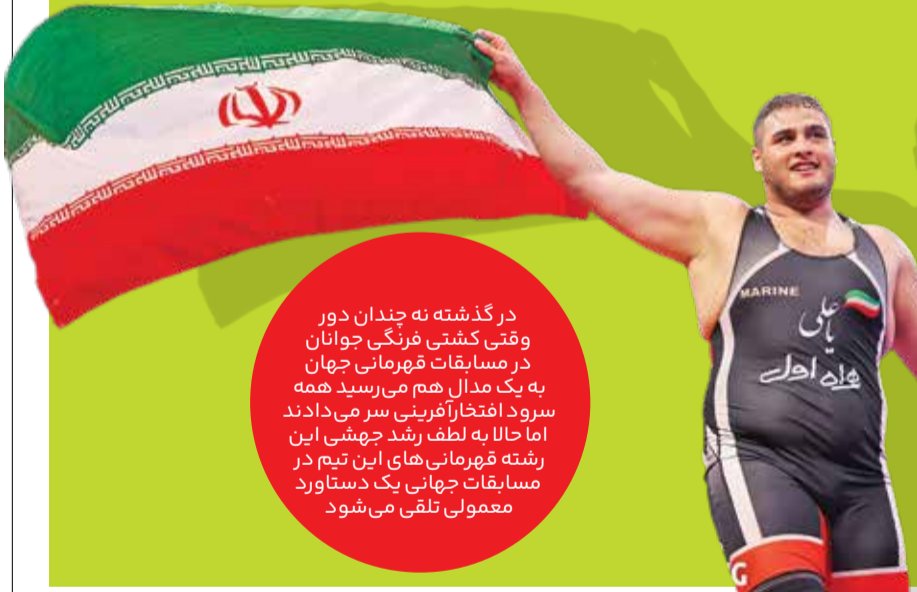 در گذشته نه چندان دور
وقتی کشتی فرنگی جوانان
در مسابقات قهرمانی جهان
به یک مدال هم می‌رسید همه
سرود افتخارآفرینی سر می‌دادند
اما حالا به لطف رشد جهشی این
رشته قهرمانی‌های این تیم در
مسابقات جهانی یک دستاورد
معمولی تلقی می‌شود
MARINE
یا علی
همراه اول
G